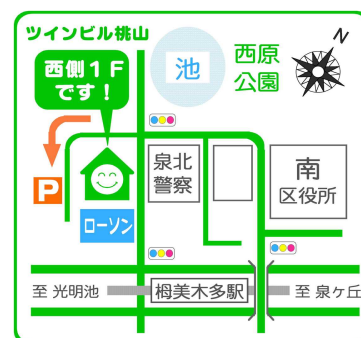 ツインビル桃山
西側１Ｆ
です！
池
西原
公園
N
P
泉北
警察
南
区役所
ローソン
至 光明池
栂美木多駅
至 泉ヶ丘